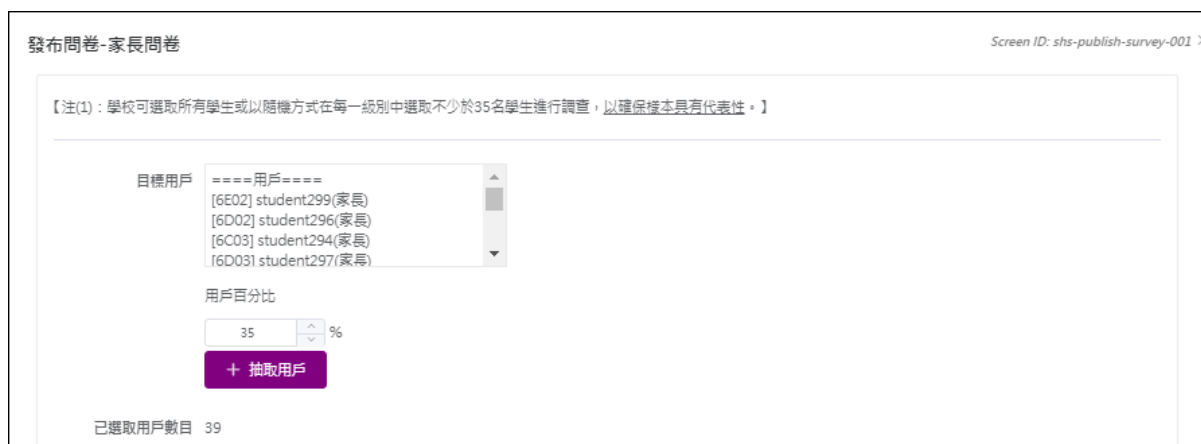 發布問卷-家長問卷
Screen ID: shs-publish-survey-001
【注(1)：學校可選取所有學生或以隨機方式在每一級別中選取不少於35名學生進行調查，以確保樣本具有代表性。】
目標用戶
====用戶====
[6E02] student299(家長)
[6D02] student296(家長)
[6C03] student294(家長)
[6D03] student297(家長)
用戶百分比
35 %
+ 抽取用戶
已選取用戶數目 39